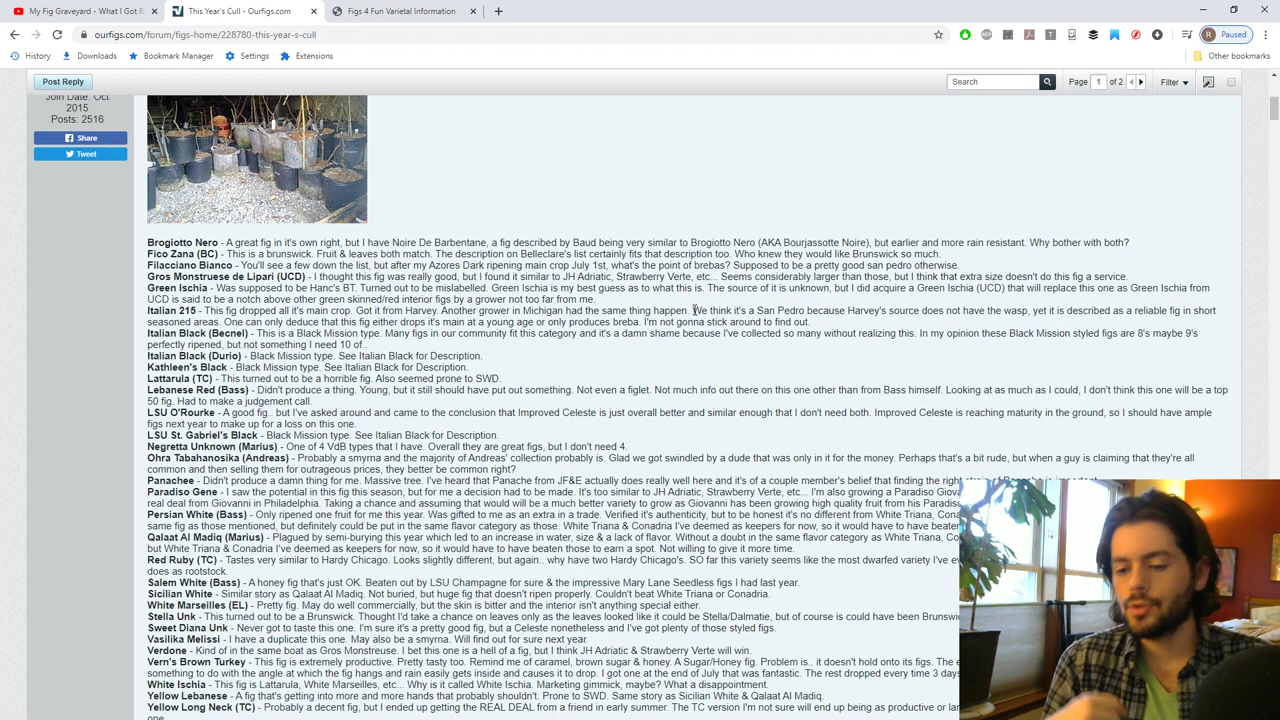 My Fig Graveyard - What I Got R
This Year's Cull - Ourfigs.com
Figs 4 Fun Varietal Information
ourfigs.com/forum/figs-home/228780-this-year-s-cull
Paused
History Downloads Bookmark Manager Settings Extensions Other bookmarks
Post Reply Search Page 1 of 2 Filter
Join Date: Oct
2015
Posts: 2516
Share
Tweet
Brogiotto Nero - A great fig in it's own right, but I have Noire De Barbentane, a fig described by Baud being very similar to Brogiotto Nero (AKA Bourjassotte Noire), but earlier and more rain resistant. Why bother with both?
Fico Zana (BC) - This is a brunswick. Fruit & leaves both match. The description on Belleclare's list certainly fits that description too. Who knew they would like Brunswick so much.
Filacciano Bianco - You'll see a few down the list, but after my Azores Dark ripening main crop July 1st, what's the point of brebas? Supposed to be a pretty good san pedro otherwise.
Gros Monstruese de Lipari (UCD) - I thought this fig was really good, but I found it similar to JH Adriatic, Strawberry Verte, etc... Seems considerably larger than those, but I think that extra size doesn't do this fig a service.
Green Ischia - Was supposed to be Hanc's BT. Turned out to be mislabelled. Green Ischia is my best guess as to what this is. The source of it is unknown, but I did acquire a Green Ischia (UCD) that will replace this one as Green Ischia from
UCD is said to be a notch above other green skinned/red interior figs by a grower not too far from me.
Italian 215 - This fig dropped all it's main crop. Got it from Harvey. Another grower in Michigan had the same thing happen. We think it's a San Pedro because Harvey's source does not have the wasp, yet it is described as a reliable fig in short
seasoned areas. One can only deduce that this fig either drops it's main at a young age or only produces breba. I'm not gonna stick around to find out.
Italian Black (Becnel) - This is a Black Mission type. Many figs in our community fit this category and it's a damn shame because I've collected so many without realizing this. In my opinion these Black Mission styled figs are 8's maybe 9's
perfectly ripened, but not something I need 10 of..
Italian Black (Durio) - Black Mission type. See Italian Black for Description.
Kathleen's Black - Black Mission type. See Italian Black for Description.
Lattarula (TC) - This turned out to be a horrible fig. Also seemed prone to SWD.
Lebanese Red (Bass) - Didn't produce a thing. Young, but it still should have put out something. Not even a figlet. Not much info out there on this one other than from Bass himself. Looking at as much as I could, I don't think this one will be a top
50 fig. Had to make a judgement call.
LSU O'Rourke - A good fig.. but I've asked around and came to the conclusion that Improved Celeste is just overall better and similar enough that I don't need both. Improved Celeste is reaching maturity in the ground, so I should have ample
figs next year to make up for a loss on this one.
LSU St. Gabriel's Black - Black Mission type. See Italian Black for Description.
Negretta Unknown (Marius) - One of 4 VdB types that I have. Overall they are great figs, but I don't need 4.
Ohra Tabahanosika (Andreas) - Probably a smyrna and the majority of Andreas' collection probably is. Glad we got swindled by a dude that was only in it for the money. Perhaps that's a bit rude, but when a guy is claiming that they're all
common and then selling them for outrageous prices, they better be common right?
Panachee - Didn't produce a damn thing for me. Massive tree. I've heard that Panache from JF&E actually does really well here and it's of a couple member's belief that finding the right
Paradiso Gene - I saw the potential in this fig this season, but for me a decision had to be made. It's too similar to JH Adriatic, Strawberry Verte, etc... I'm also growing a Paradiso Giova
real deal from Giovanni in Philadelphia. Taking a chance and assuming that would be a much better variety to grow as Giovanni has been growing high quality fruit from his Paradiso
Persian White (Bass) - Only ripened one fruit for me this year. Was gifted to me as an extra in a trade. Verified it's authenticity, but to be honest it's no different from White Triana, Cona
same fig as those mentioned, but definitely could be put in the same flavor category as those. White Triana & Conadria I've deemed as keepers for now, so it would have to have beaten
Qalaat Al Madiq (Marius) - Plagued by semi-burying this year which led to an increase in water, size & a lack of flavor. Without a doubt in the same flavor category as White Triana,
but White Triana & Conadria I've deemed as keepers for now, so it would have to have beaten those to earn a spot. Not willing to give it more time.
Red Ruby (TC) - Tastes very similar to Hardy Chicago. Looks slightly different, but again.. why have two Hardy Chicago's. SO far this variety seems like the most dwarfed variety I've
does as rootstock.
Salem White (Bass) - A honey fig that's just OK. Beaten out by LSU Champagne for sure & the impressive Mary Lane Seedless figs I had last year.
Sicilian White - Similar story as Qalaat Al Madiq. Not buried, but huge fig that doesn't ripen properly. Couldn't beat White Triana or Conadria.
White Marseilles (EL) - Pretty fig. May do well commercially, but the skin is bitter and the interior isn't anything special either.
Stella Unk - This turned out to be a Brunswick. Thought I'd take a chance on leaves only as the leaves looked like it could be Stella/Dalmatie, but of course could have been Brunswi
Sweet Diana Unk - Never got to taste this one. I'm sure it's a pretty good fig, but a Celeste nonetheless and I've got plenty of those styled figs.
Vasilika Melissi - I have a duplicate this one. May also be a smyrna. Will find out for sure next year.
Verdone - Kind of in the same boat as Gros Monstreuse. I bet this one is a hell of a fig, but I think JH Adriatic & Strawberry Verte will win.
Vern's Brown Turkey - This fig is extremely productive. Pretty tasty too. Remind me of caramel, brown sugar & honey. A Sugar/Honey fig. Problem is.. it doesn't hold onto its figs. The
something to do with the angle at which the fig hangs and rain easily gets inside and causes it to drop. I got one at the end of July that was fantastic. The rest dropped every time 3 days
White Ischia - This fig is Lattarula, White Marseilles, etc... Why is it called White Ischia. Marketing gimmick, maybe? What a disappointment.
Yellow Lebanese - A fig that's getting into more and more hands that probably shouldn't. Prone to SWD. Same story as Sicilian White & Qalaat Al Madiq.
Yellow Long Neck (TC) - Probably a decent fig, but I ended up getting the REAL DEAL from a friend in early summer. The TC version I'm not sure will end up being as productive or lar
one.